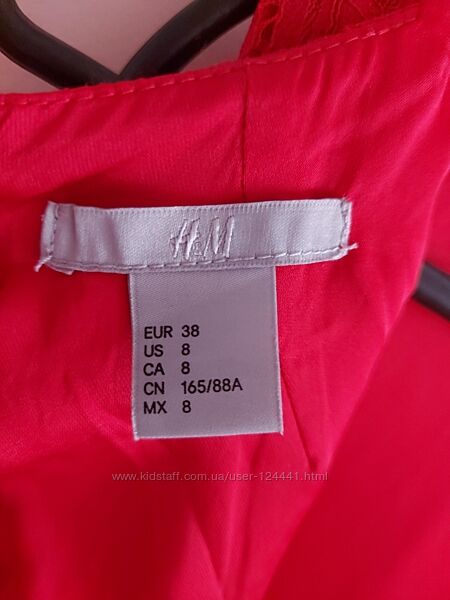 H&M
EUR 38
US 8
CA 8
CN 165/88A
MX 8
www.kidstaff.com.ua/user-124441.html